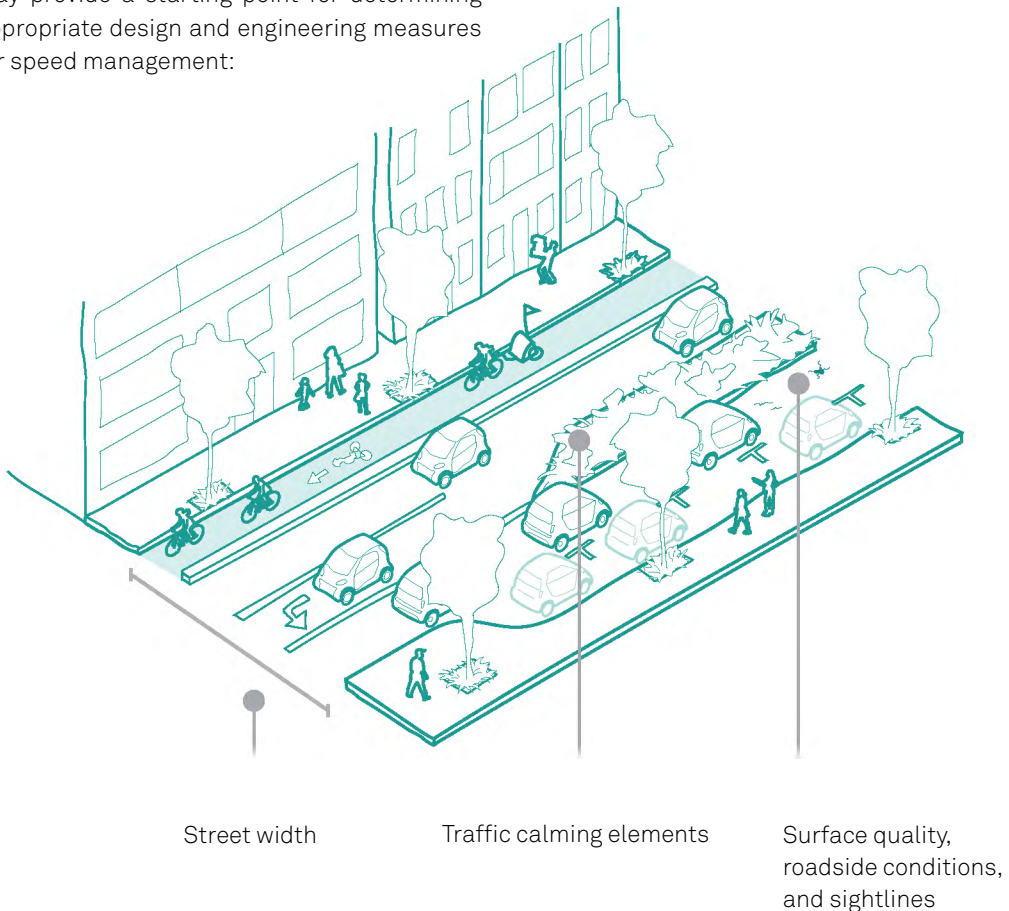 propriate design and engineering measures
speed management:
Street width
Traffic calming elements
Surface quality,
roadside conditions,
and sightlines